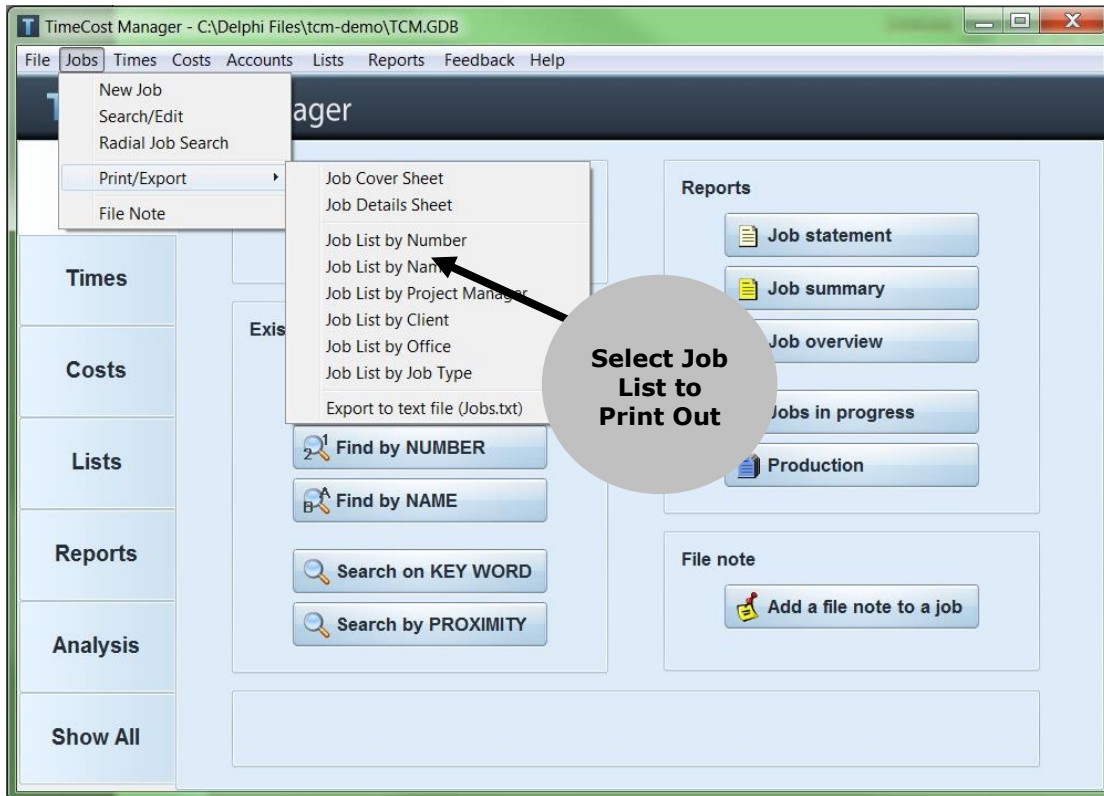 TimeCost Manager - C:\Delphi Files\tcm-demo\TCM.GDB
File Jobs Times Costs Accounts Lists Reports Feedback Help
New Job
Search/Edit
Radial Job Search
Print/Export
File Note
Job Cover Sheet
Job Details Sheet
Job List by Number
Job List by Nam
Job List by Project Manager
Job List by Client
Job List by Office
Job List by Job Type
Export to text file (Jobs.txt)
T
ager
Times
Costs
Lists
Reports
Analysis
Show All
Exis
Find by NUMBER
Find by NAME
Search on KEY WORD
Search by PROXIMITY
Select Job
List to
Print Out
Reports
Job statement
Job summary
Job overview
Jobs in progress
Production
File note
Add a file note to a job